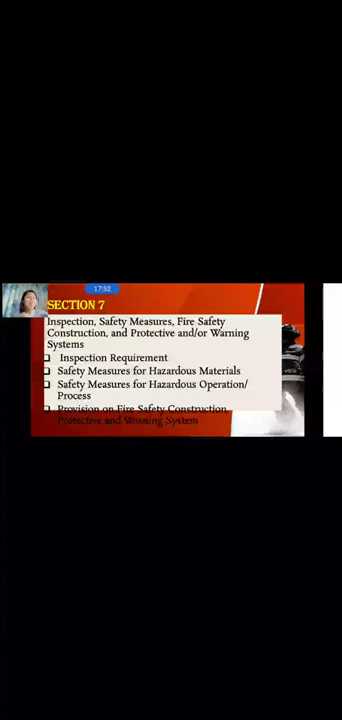 17:52
SECTION 7
Inspection, Safety Measures, Fire Safety
Construction, and Protective and/or Warning
Systems
❑ Inspection Requirement
❑ Safety Measures for Hazardous Materials
❑ Safety Measures for Hazardous Operation/
Process
❑ Provision on Fire Safety Construction,
Protective and Warning System